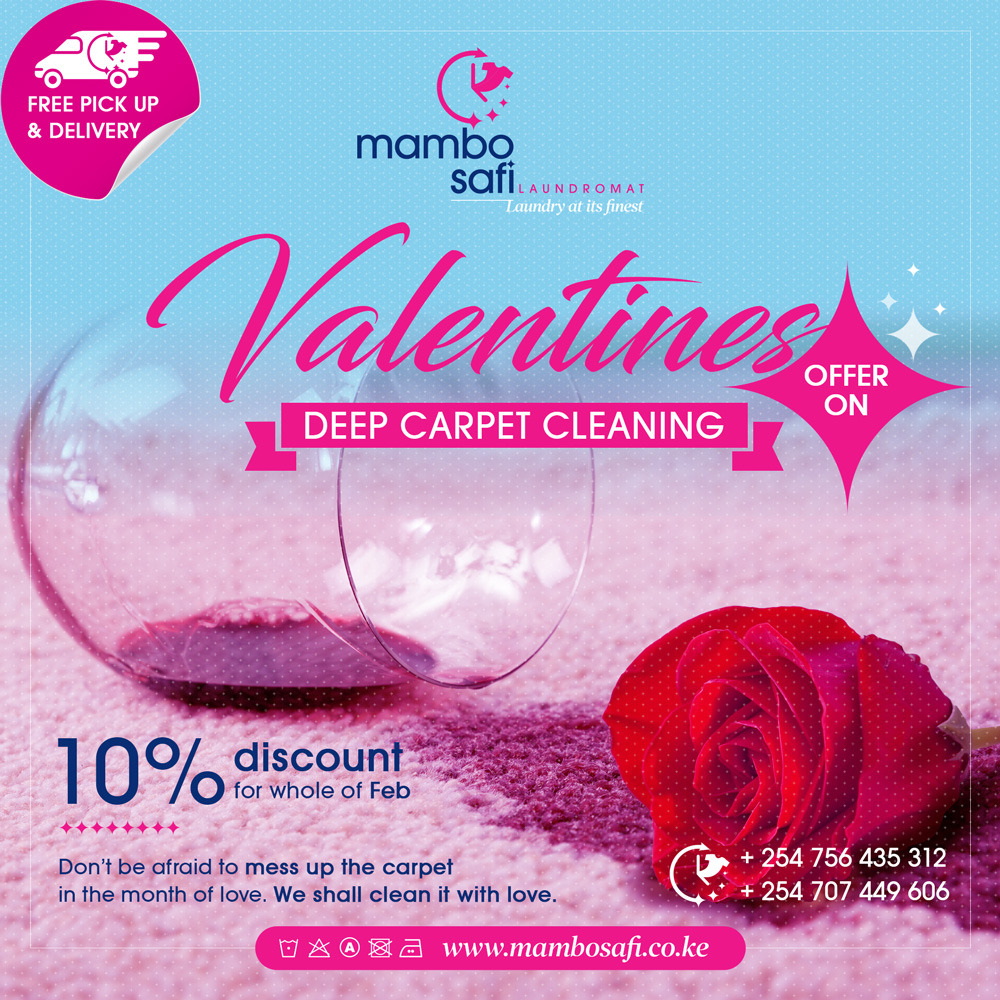 FREE PICK UP
& DELIVERY
mambo
safi LAUNDROMAT
Laundry at its finest
Valentines
OFFER
ON
DEEP CARPET CLEANING
10% discount
for whole of Feb
Don't be afraid to mess up the carpet
in the month of love. We shall clean it with love.
+ 254 756 435 312
+ 254 707 449 606
A www.mambosafi.co.ke